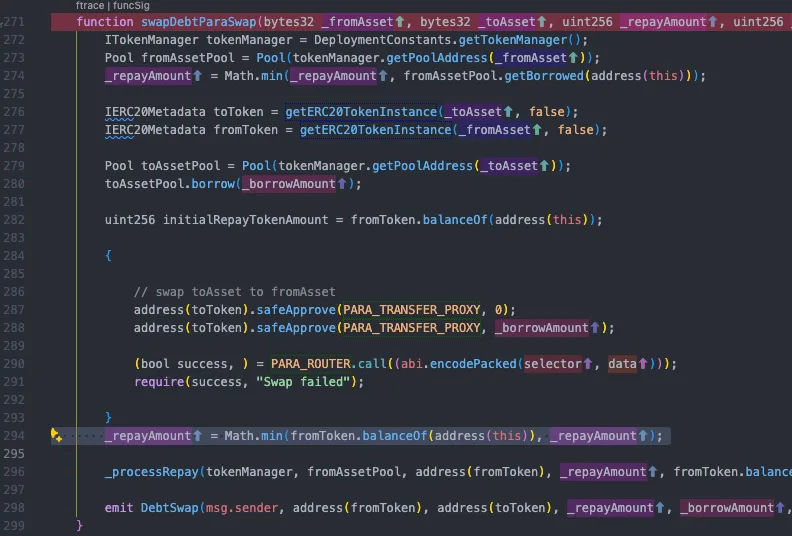 ftrace | funcSig
271 function swapDebtParaSwap(bytes32 _fromAsset↑, bytes32 _toAsset↑, uint256 _repayAmount↑, uint256
272 ITokenManager tokenManager = DeploymentConstants.getTokenManager();
273 Pool fromAssetPool = Pool(tokenManager.getPoolAddress(_fromAsset↑));
274 _repayAmount↑ = Math.min(_repayAmount↑, fromAssetPool.getBorrowed(address(this)));
275
276 IERC20Metadata toToken = getERC20TokenInstance(_toAsset↑, false);
277 IERC20Metadata fromToken = getERC20TokenInstance(_fromAsset↑, false);
278
279 Pool toAssetPool = Pool(tokenManager.getPoolAddress(_toAsset↑));
280 toAssetPool.borrow(_borrowAmount↑);
281
282 uint256 initialRepayTokenAmount = fromToken.balanceOf(address(this));
283
284 {
285
286 // swap toAsset to fromAsset
287 address(toToken).safeApprove(PARA_TRANSFER_PROXY, 0);
288 address(toToken).safeApprove(PARA_TRANSFER_PROXY, _borrowAmount↑);
289
290 (bool success, ) = PARA_ROUTER.call((abi.encodePacked(selector↑, data↑)));
291 require(success, "Swap failed");
292
293 }
294 _repayAmount↑ = Math.min(fromToken.balanceOf(address(this)), _repayAmount↑);
295
296 _processRepay(tokenManager, fromAssetPool, address(fromToken), _repayAmount↑, fromToken.balance
297
298 emit DebtSwap(msg.sender, address(fromToken), address(toToken), _repayAmount↑, _borrowAmount↑,
299 }